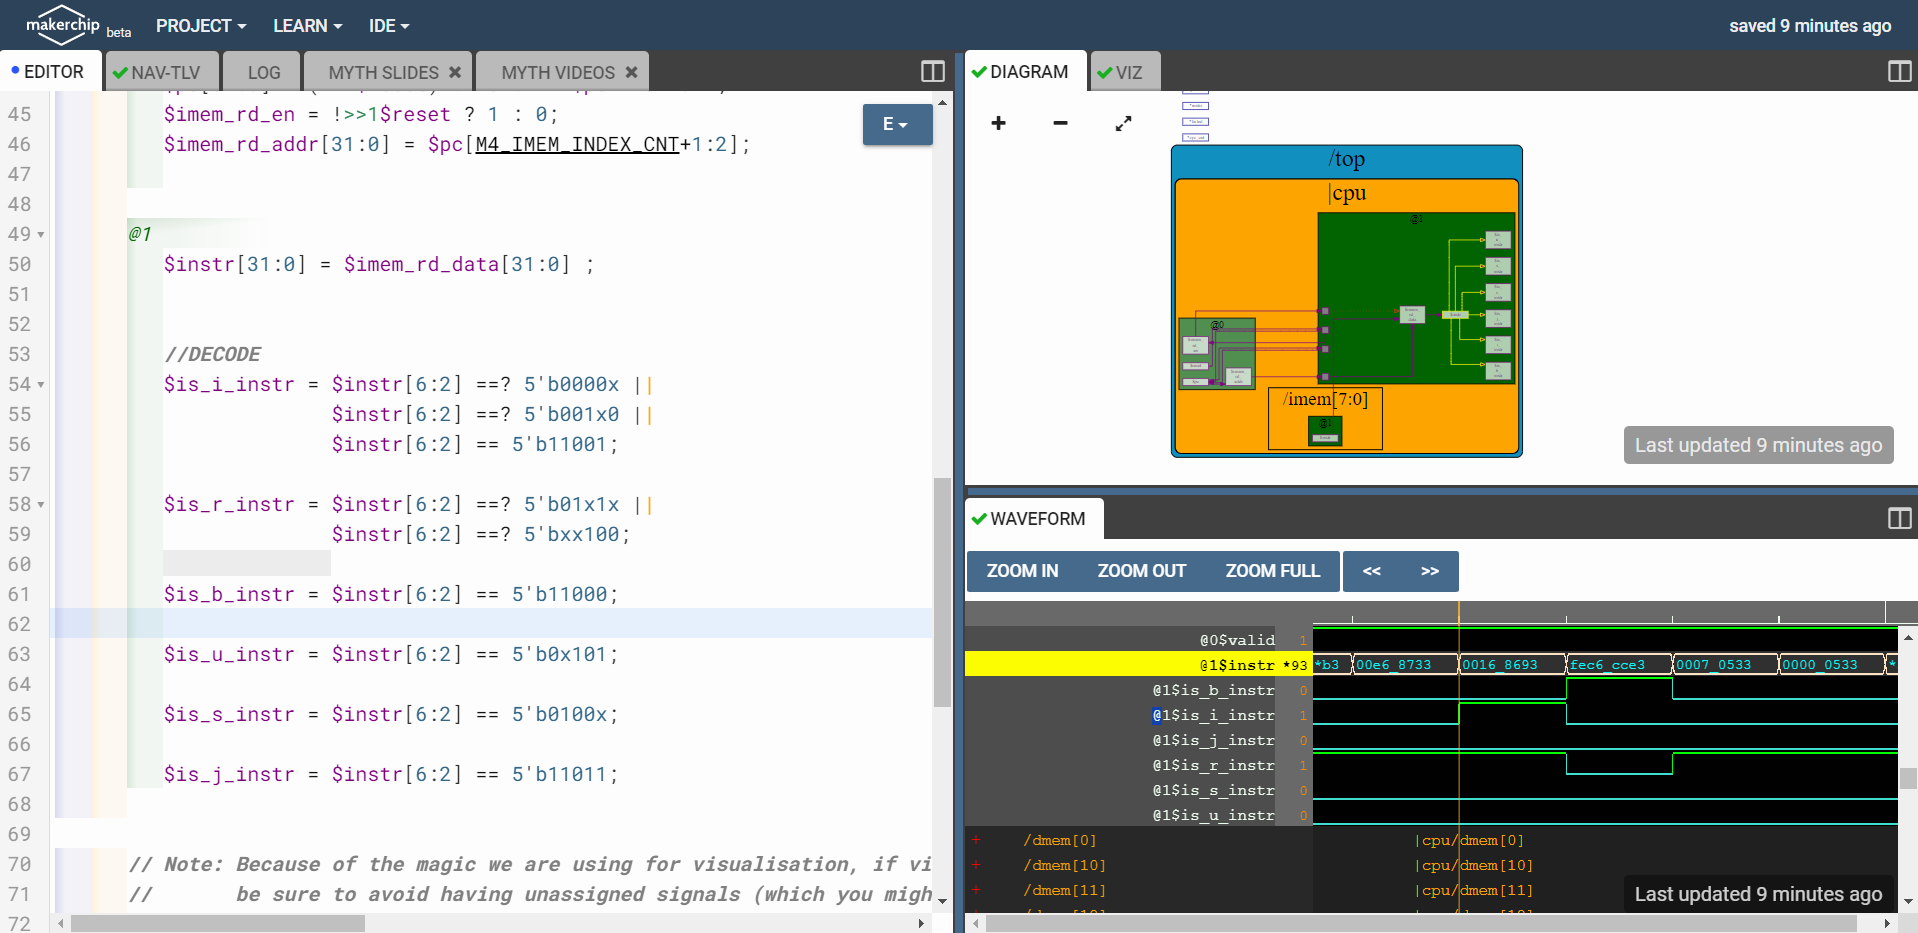 makerchip beta PROJECT LEARN IDE saved 9 minutes ago
EDITOR NAV-TLV LOG MYTH SLIDES MYTH VIDEOS
45 $imem_rd_en = !>>1$reset ? 1 : 0;
46 $imem_rd_addr[31:0] = $pc[M4_IMEM_INDEX_CNT+1:2];
47
48
49 @1
50 $instr[31:0] = $imem_rd_data[31:0] ;
51
52
53 //DECODE
54 $is_i_instr = $instr[6:2] ==? 5'b0000x ||
55 $instr[6:2] ==? 5'b001x0 ||
56 $instr[6:2] == 5'b11001;
57
58 $is_r_instr = $instr[6:2] ==? 5'b01x1x ||
59 $instr[6:2] ==? 5'bxx100;
60
61 $is_b_instr = $instr[6:2] == 5'b11000;
62
63 $is_u_instr = $instr[6:2] == 5'b0x101;
64
65 $is_s_instr = $instr[6:2] == 5'b0100x;
66
67 $is_j_instr = $instr[6:2] == 5'b11011;
68
69
70 // Note: Because of the magic we are using for visualisation, if vi
71 // be sure to avoid having unassigned signals (which you migh
72
E
DIAGRAM VIZ
/top
|cpu
@1
@0
/imem[7:0]
@1
Last updated 9 minutes ago
WAVEFORM
ZOOM IN ZOOM OUT ZOOM FULL << >>
@0$valid 1
@1$instr *93 *b3 00e6_8733 0016_8693 fec6_cce3 0007_0533 0000_0533 *
@1$is_b_instr 0
@1$is_i_instr 1
@1$is_j_instr 0
@1$is_r_instr 1
@1$is_s_instr 0
@1$is_u_instr 0
+ /dmem[0] |cpu/dmem[0]
+ /dmem[10] |cpu/dmem[10]
+ /dmem[11] |cpu/dmem[11]
Last updated 9 minutes ago